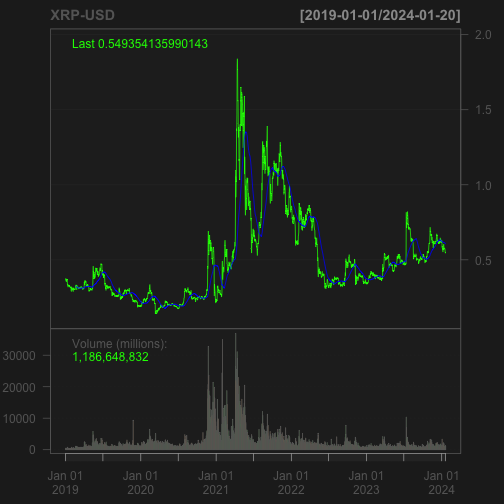 XRP-USD [2019-01-01/2024-01-20]
Last 0.549354135990143
2.0
1.5
1.0
0.5
Volume (millions):
1,186,648,832
30000
20000
10000
0
Jan 01 Jan 01 Jan 01 Jan 01 Jan 01 Jan 01
2019 2020 2021 2022 2023 2024